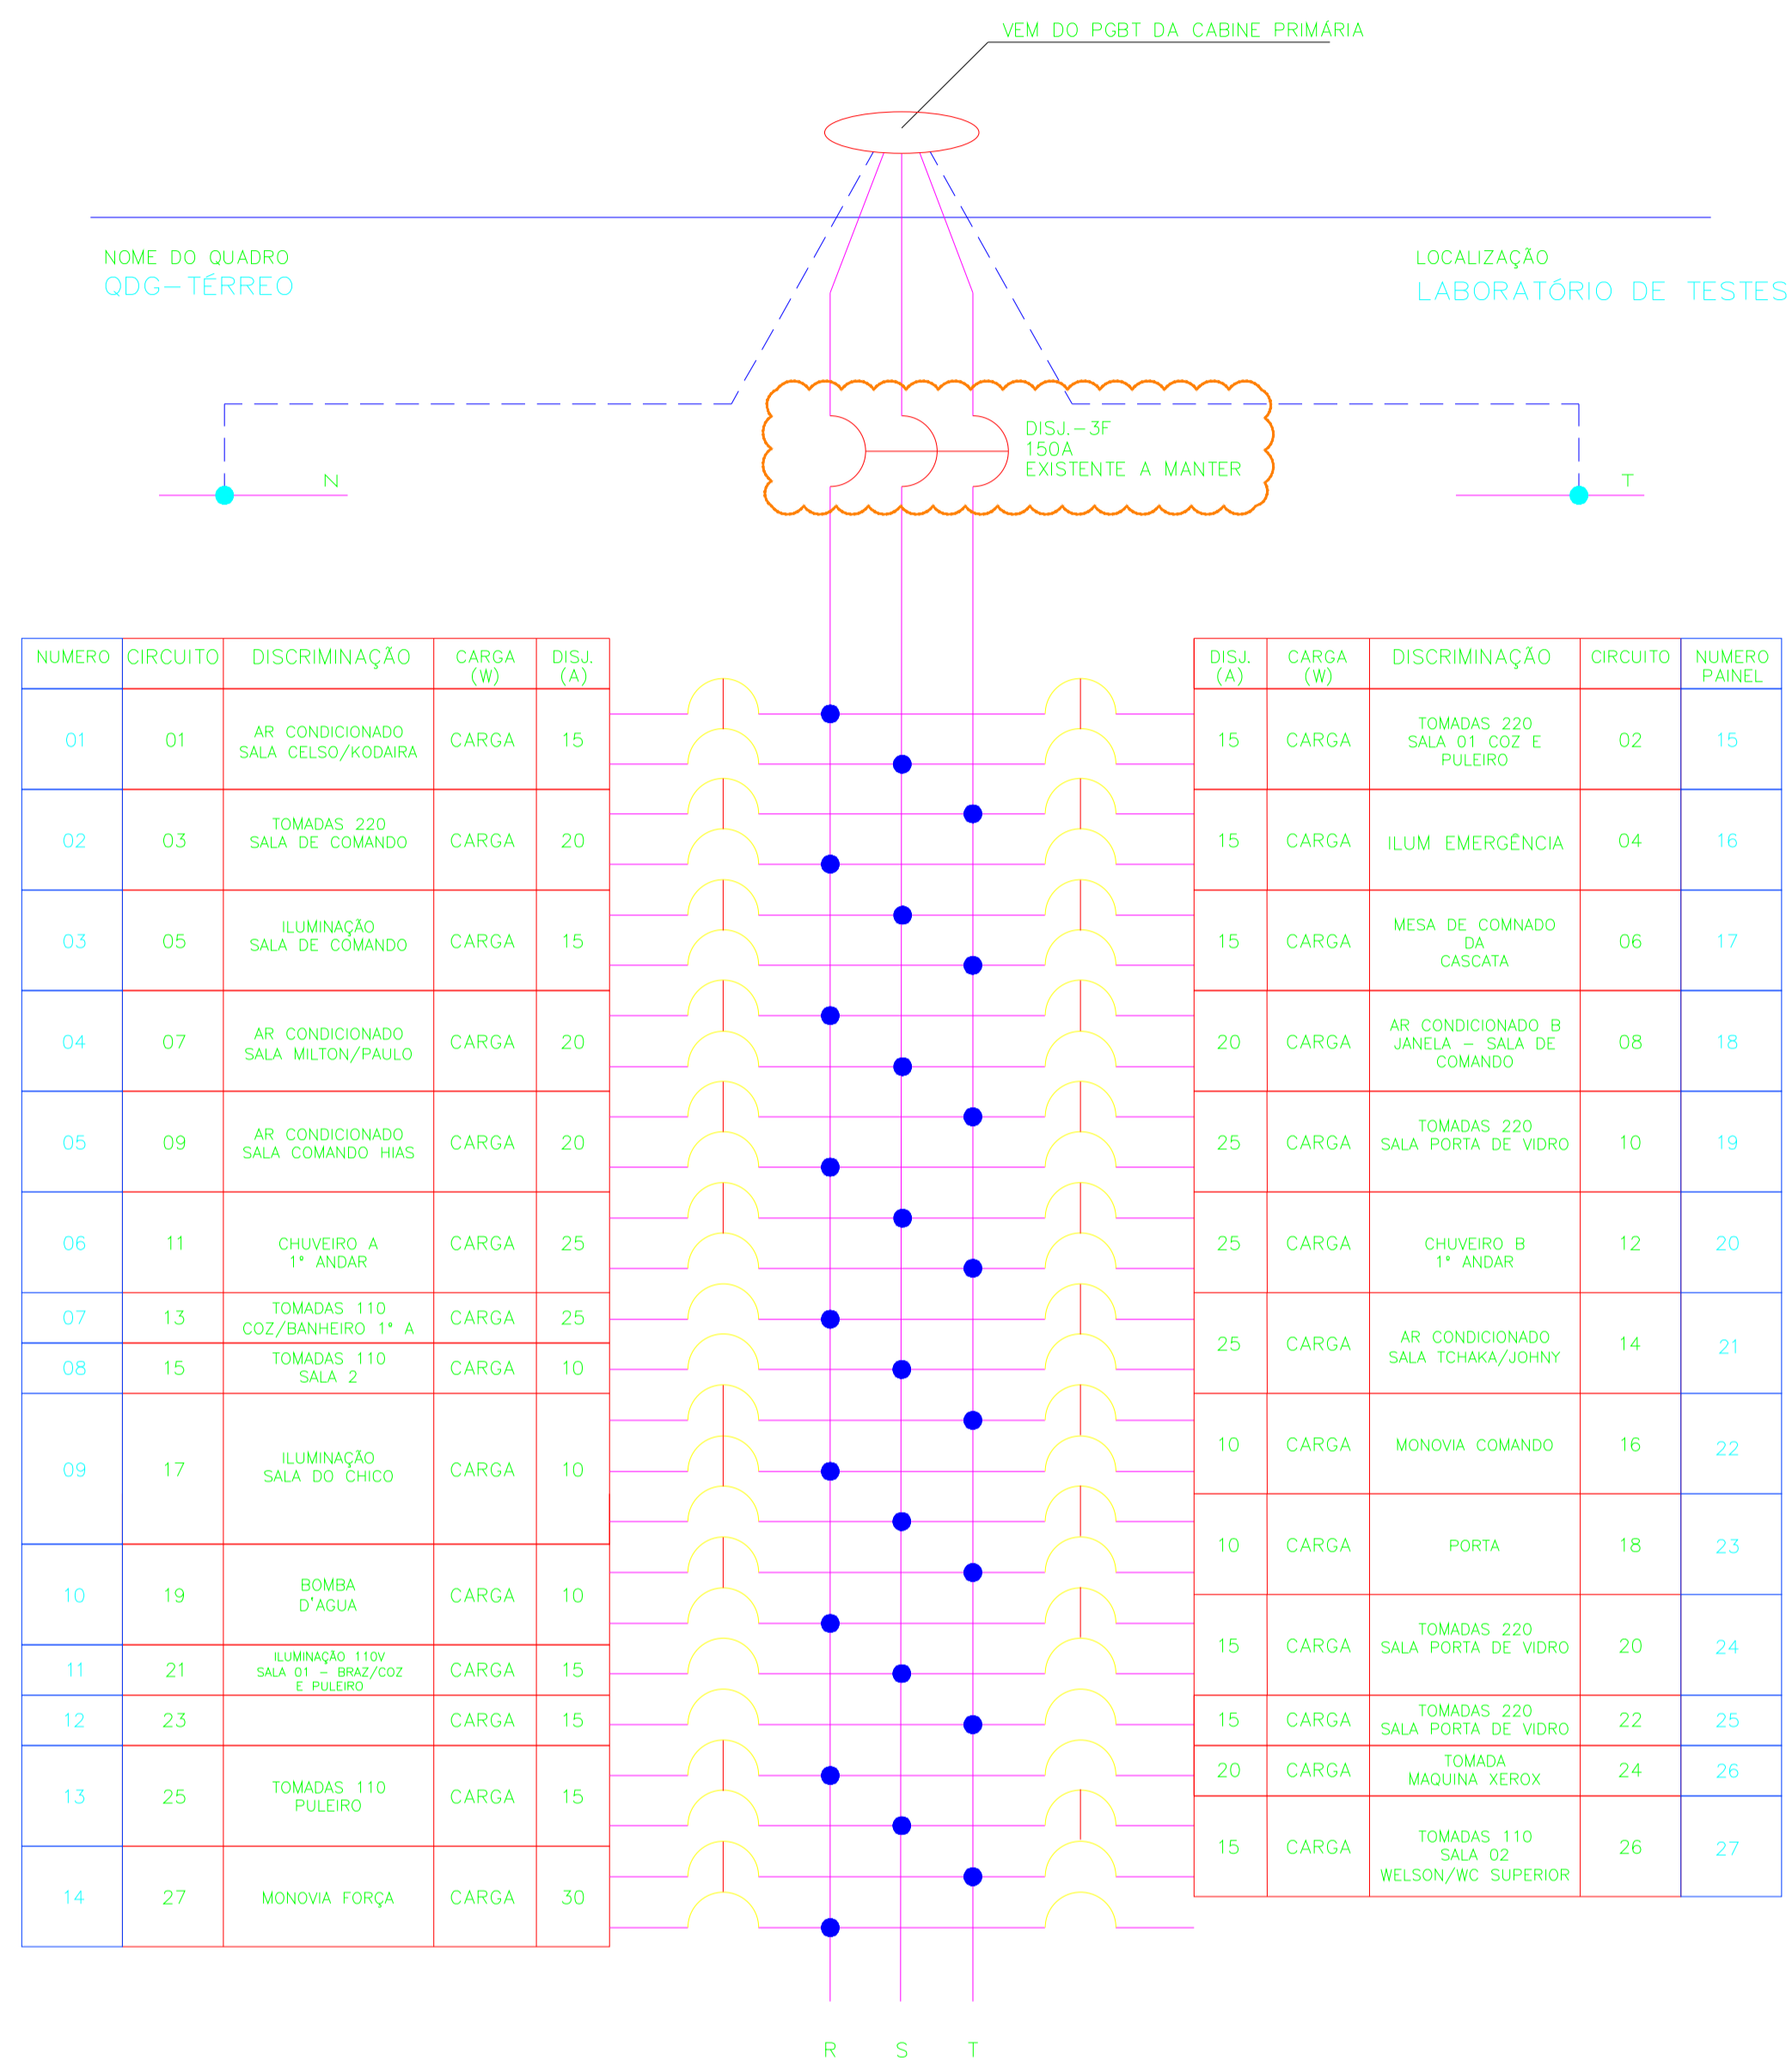 VEM DO PGBT DA CABINE PRIMÁRIA
NOME DO QUADRO
QDG-TÉRREO
LOCALIZAÇÃO
LABORATÓRIO DE TESTES
DISJ.-3F
150A
EXISTENTE A MANTER
N
T
NUMERO
CIRCUITO
DISCRIMINAÇÃO
CARGA
(W)
DISJ.
(A)
01
01
AR CONDICIONADO
SALA CELSO/KODAIRA
CARGA
15
02
03
TOMADAS 220
SALA DE COMANDO
CARGA
20
03
05
ILUMINAÇÃO
SALA DE COMANDO
CARGA
15
04
07
AR CONDICIONADO
SALA MILTON/PAULO
CARGA
20
05
09
AR CONDICIONADO
SALA COMANDO HIAS
CARGA
20
06
11
CHUVEIRO A
1º ANDAR
CARGA
25
07
13
TOMADAS 110
COZ/BANHEIRO 1º A
CARGA
25
08
15
TOMADAS 110
SALA 2
CARGA
10
09
17
ILUMINAÇÃO
SALA DO CHICO
CARGA
10
10
19
BOMBA
D'AGUA
CARGA
10
11
21
ILUMINAÇÃO 110V
SALA 01 - BRAZ/COZ
E PULEIRO
CARGA
15
12
23
CARGA
15
13
25
TOMADAS 110
PULEIRO
CARGA
15
14
27
MONOVIA FORÇA
CARGA
30
DISJ.
(A)
CARGA
(W)
DISCRIMINAÇÃO
CIRCUITO
NUMERO
PAINEL
15
CARGA
TOMADAS 220
SALA 01 COZ E
PULEIRO
02
15
15
CARGA
ILUM EMERGÊNCIA
04
16
15
CARGA
MESA DE COMNADO
DA
CASCATA
06
17
20
CARGA
AR CONDICIONADO B
JANELA - SALA DE
COMANDO
08
18
25
CARGA
TOMADAS 220
SALA PORTA DE VIDRO
10
19
25
CARGA
CHUVEIRO B
1º ANDAR
12
20
25
CARGA
AR CONDICIONADO
SALA TCHAKA/JOHNY
14
21
10
CARGA
MONOVIA COMANDO
16
22
10
CARGA
PORTA
18
23
15
CARGA
TOMADAS 220
SALA PORTA DE VIDRO
20
24
15
CARGA
TOMADAS 220
SALA PORTA DE VIDRO
22
25
20
CARGA
TOMADA
MAQUINA XEROX
24
26
15
CARGA
TOMADAS 110
SALA 02
WELSON/WC SUPERIOR
26
27
R S T